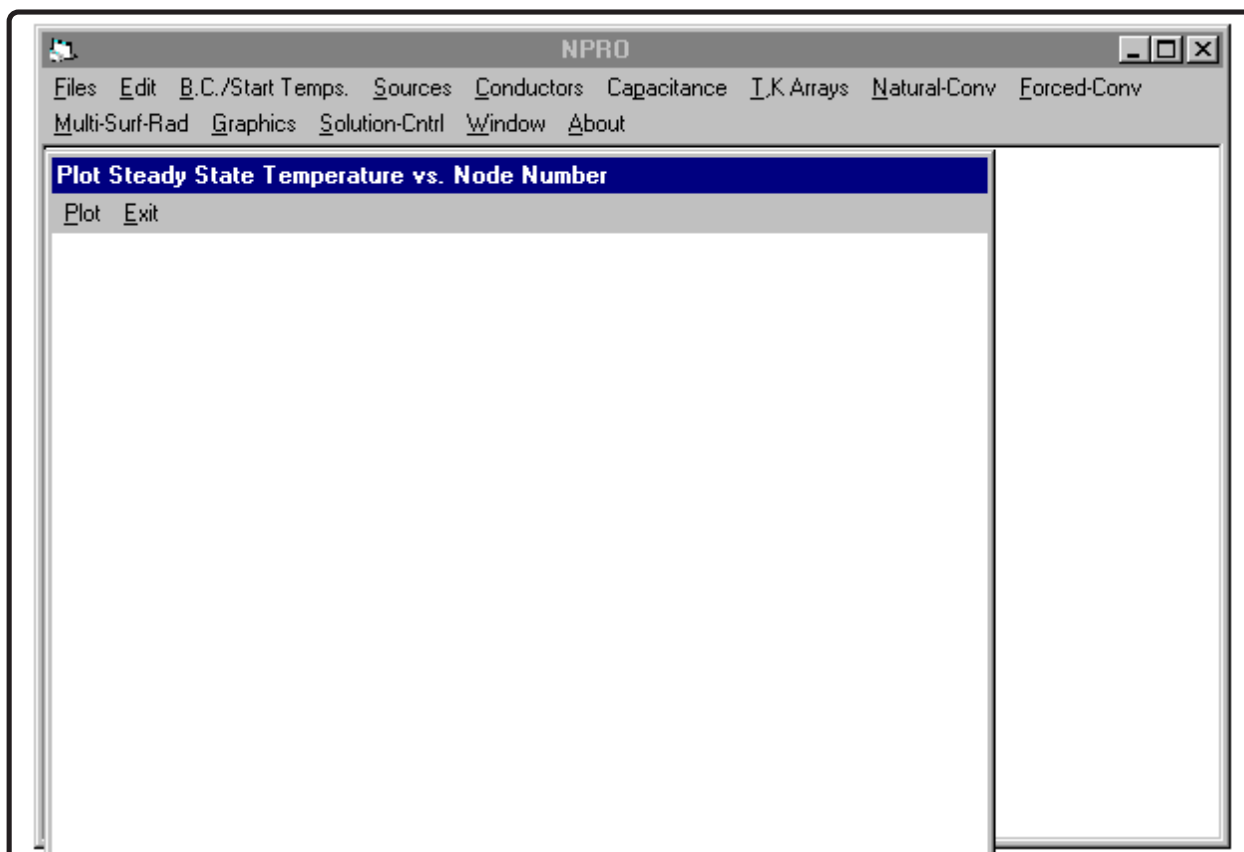 NPRO
Files Edit B.C./Start Temps. Sources Conductors Capacitance T,K Arrays Natural-Conv Forced-Conv
Multi-Surf-Rad Graphics Solution-Cntrl Window About
Plot Steady State Temperature vs. Node Number
Plot Exit